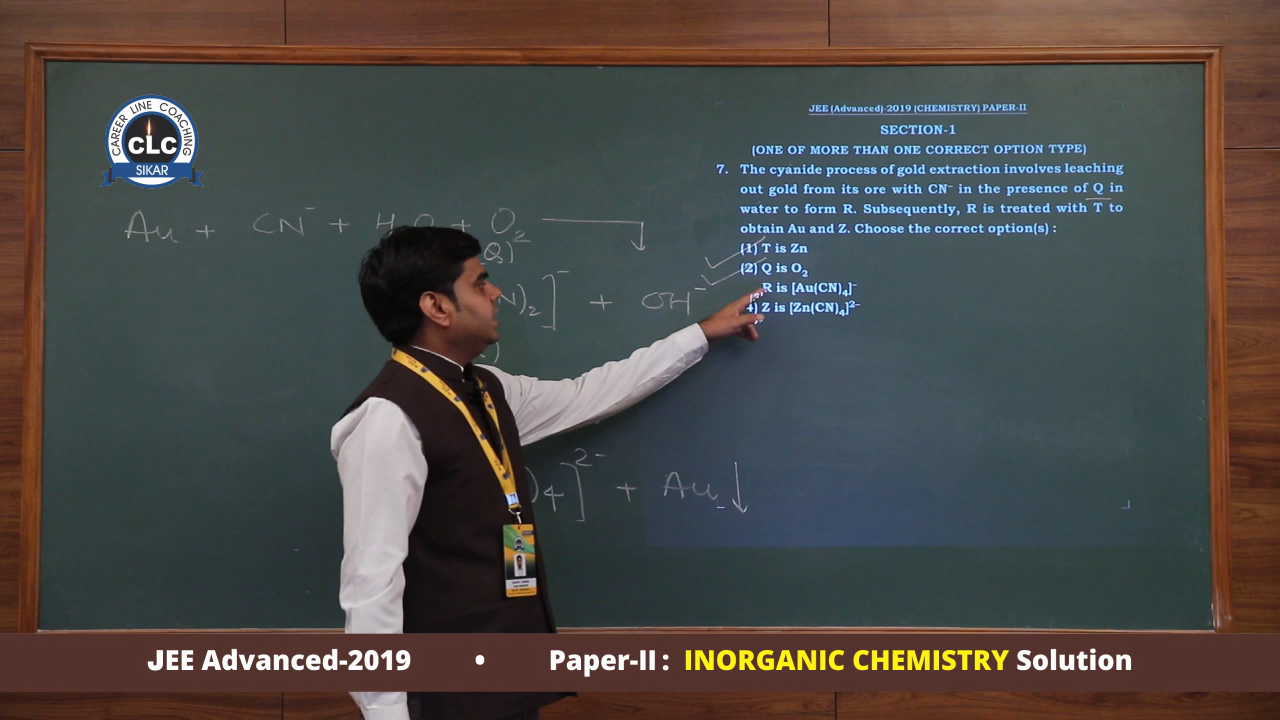 CAREER LINE COACHING
CLC
SIKAR
JEE (Advanced)-2019 (CHEMISTRY) PAPER-II
SECTION-1
(ONE OF MORE THAN ONE CORRECT OPTION TYPE)
7. The cyanide process of gold extraction involves leaching
out gold from its ore with CN⁻ in the presence of Q in
water to form R. Subsequently, R is treated with T to
obtain Au and Z. Choose the correct option(s) :
(1) T is Zn
(2) Q is O₂
R is [Au(CN)₄]⁻
4) Z is [Zn(CN)₄]²⁻
Au + CN⁻ + H₂O + O₂
(Q)
)₂]⁻ + OH⁻
)₄]²⁻ + Au ↓
JEE Advanced-2019 • Paper-II : INORGANIC CHEMISTRY Solution